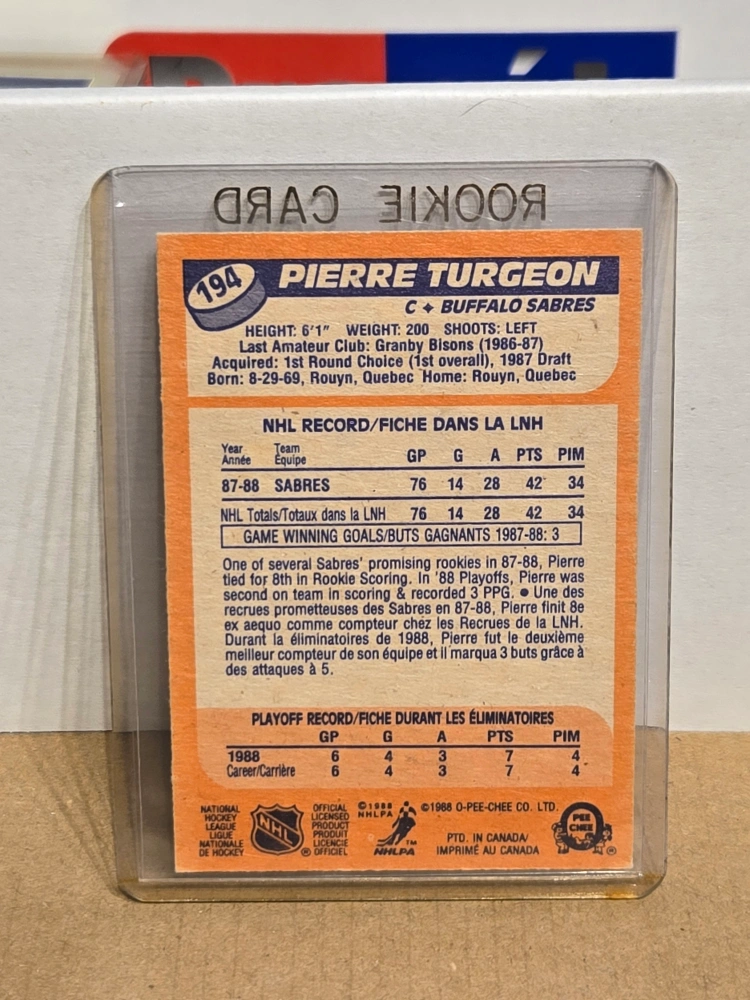 ROOKIE CARD
194
PIERRE TURGEON
C ✦ BUFFALO SABRES
HEIGHT: 6'1" WEIGHT: 200 SHOOTS: LEFT
Last Amateur Club: Granby Bisons (1986-87)
Acquired: 1st Round Choice (1st overall), 1987 Draft
Born: 8-29-69, Rouyn, Quebec Home: Rouyn, Quebec
NHL RECORD/FICHE DANS LA LNH
Year Team
Année Équipe GP G A PTS PIM
87-88 SABRES 76 14 28 42 34
NHL Totals/Totaux dans la LNH 76 14 28 42 34
GAME WINNING GOALS/BUTS GAGNANTS 1987-88: 3
One of several Sabres' promising rookies in 87-88, Pierre
tied for 8th in Rookie Scoring. In '88 Playoffs, Pierre was
second on team in scoring & recorded 3 PPG. ● Une des
recrues prometteuses des Sabres en 87-88, Pierre finit 8e
ex aequo comme compteur chéz les Recrues de la LNH.
Durant la éliminatoires de 1988, Pierre fut le deuxième
meilleur compteur de son équipe et il marqua 3 buts grâce à
des attaques à 5.
PLAYOFF RECORD/FICHE DURANT LES ÉLIMINATOIRES
GP G A PTS PIM
1988 6 4 3 7 4
Career/Carrière 6 4 3 7 4
NATIONAL
HOCKEY
LEAGUE
LIGUE
NATIONALE
DE HOCKEY
NHL
®
OFFICIAL
LICENSED
PRODUCT
PRODUIT
LICENCIÉ
OFFICIEL
©1988
NHLPA
NHLPA™
©1988 O-PEE-CHEE CO. LTD.
PTD. IN CANADA/
IMPRIMÉ AU CANADA
O
PEE
CHEE
®